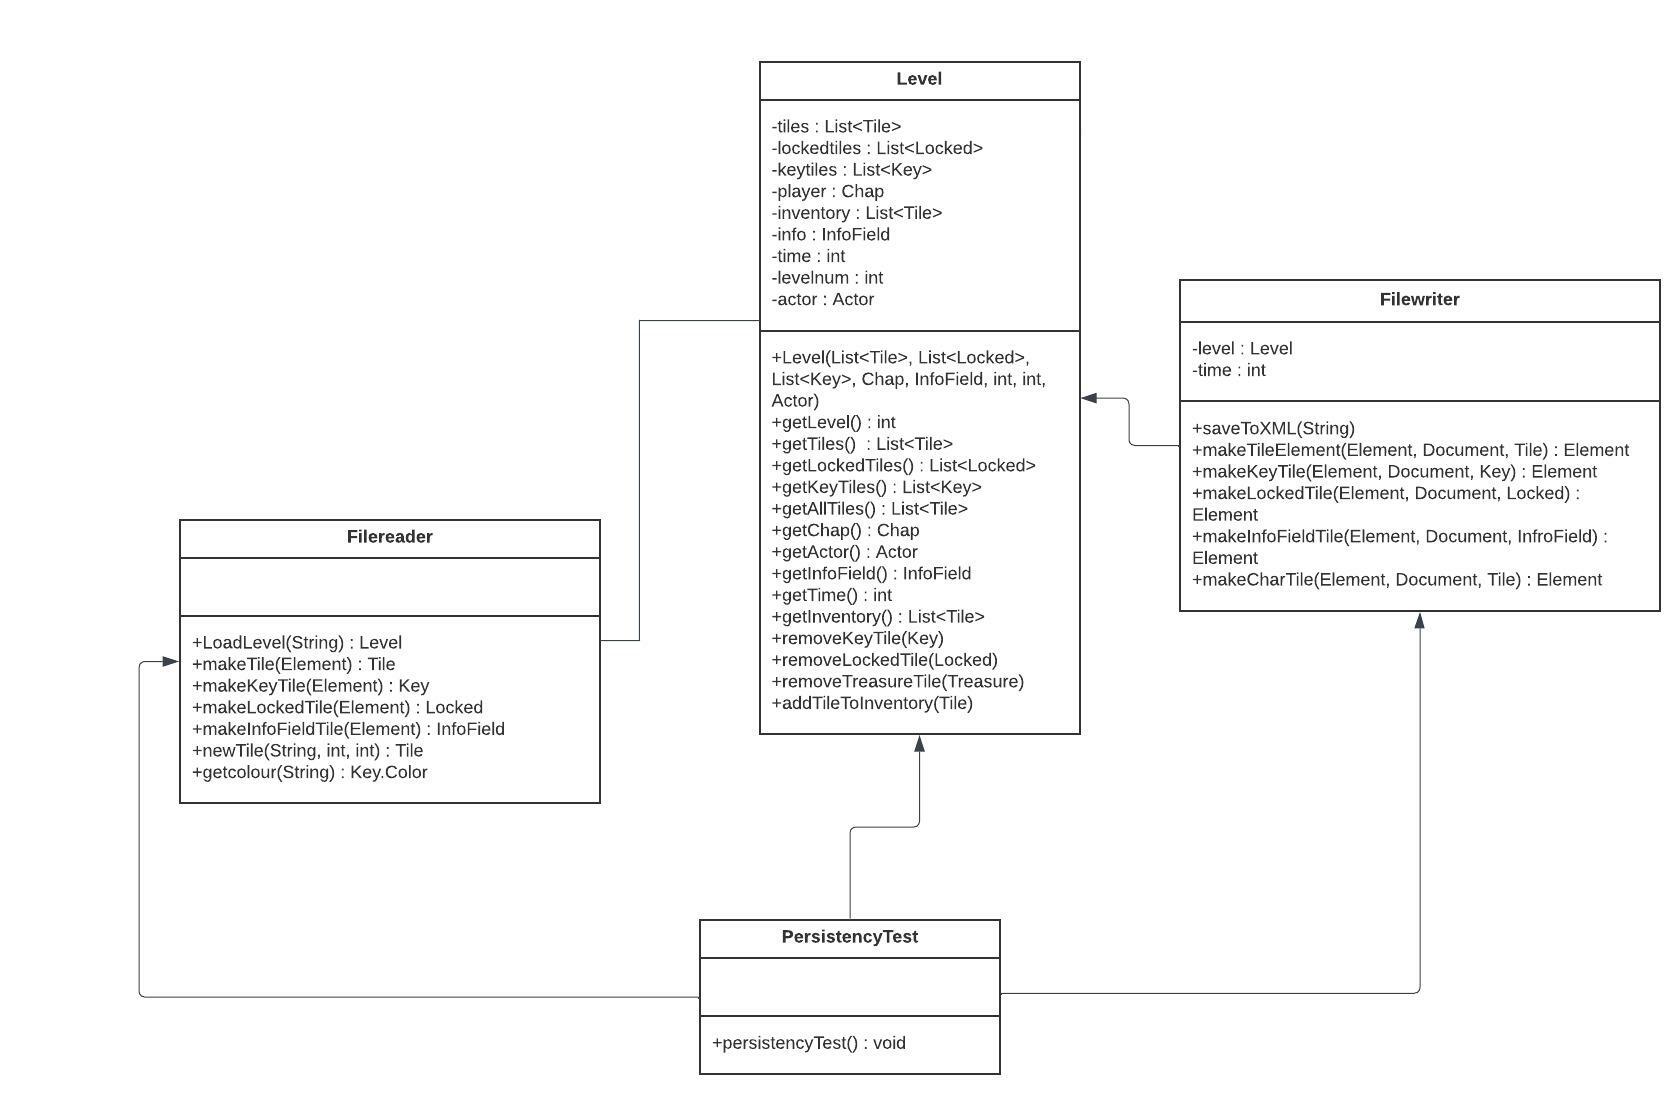 Level
-tiles : List<Tile>
-lockedtiles : List<Locked>
-keytiles : List<Key>
-player : Chap
-inventory : List<Tile>
-info : InfoField
-time : int
-levelnum : int
-actor : Actor
+Level(List<Tile>, List<Locked>,
List<Key>, Chap, InfoField, int, int,
Actor)
+getLevel() : int
+getTiles()  : List<Tile>
+getLockedTiles() : List<Locked>
+getKeyTiles() : List<Key>
+getAllTiles() : List<Tile>
+getChap() : Chap
+getActor() : Actor
+getInfoField() : InfoField
+getTime() : int
+getInventory() : List<Tile>
+removeKeyTile(Key)
+removeLockedTile(Locked)
+removeTreasureTile(Treasure)
+addTileToInventory(Tile)
Filewriter
-level : Level
-time : int
+saveToXML(String)
+makeTileElement(Element, Document, Tile) : Element
+makeKeyTile(Element, Document, Key) : Element
+makeLockedTile(Element, Document, Locked) :
Element
+makeInfoFieldTile(Element, Document, InfroField) :
Element
+makeCharTile(Element, Document, Tile) : Element
Filereader
+LoadLevel(String) : Level
+makeTile(Element) : Tile
+makeKeyTile(Element) : Key
+makeLockedTile(Element) : Locked
+makeInfoFieldTile(Element) : InfoField
+newTile(String, int, int) : Tile
+getcolour(String) : Key.Color
PersistencyTest
+persistencyTest() : void